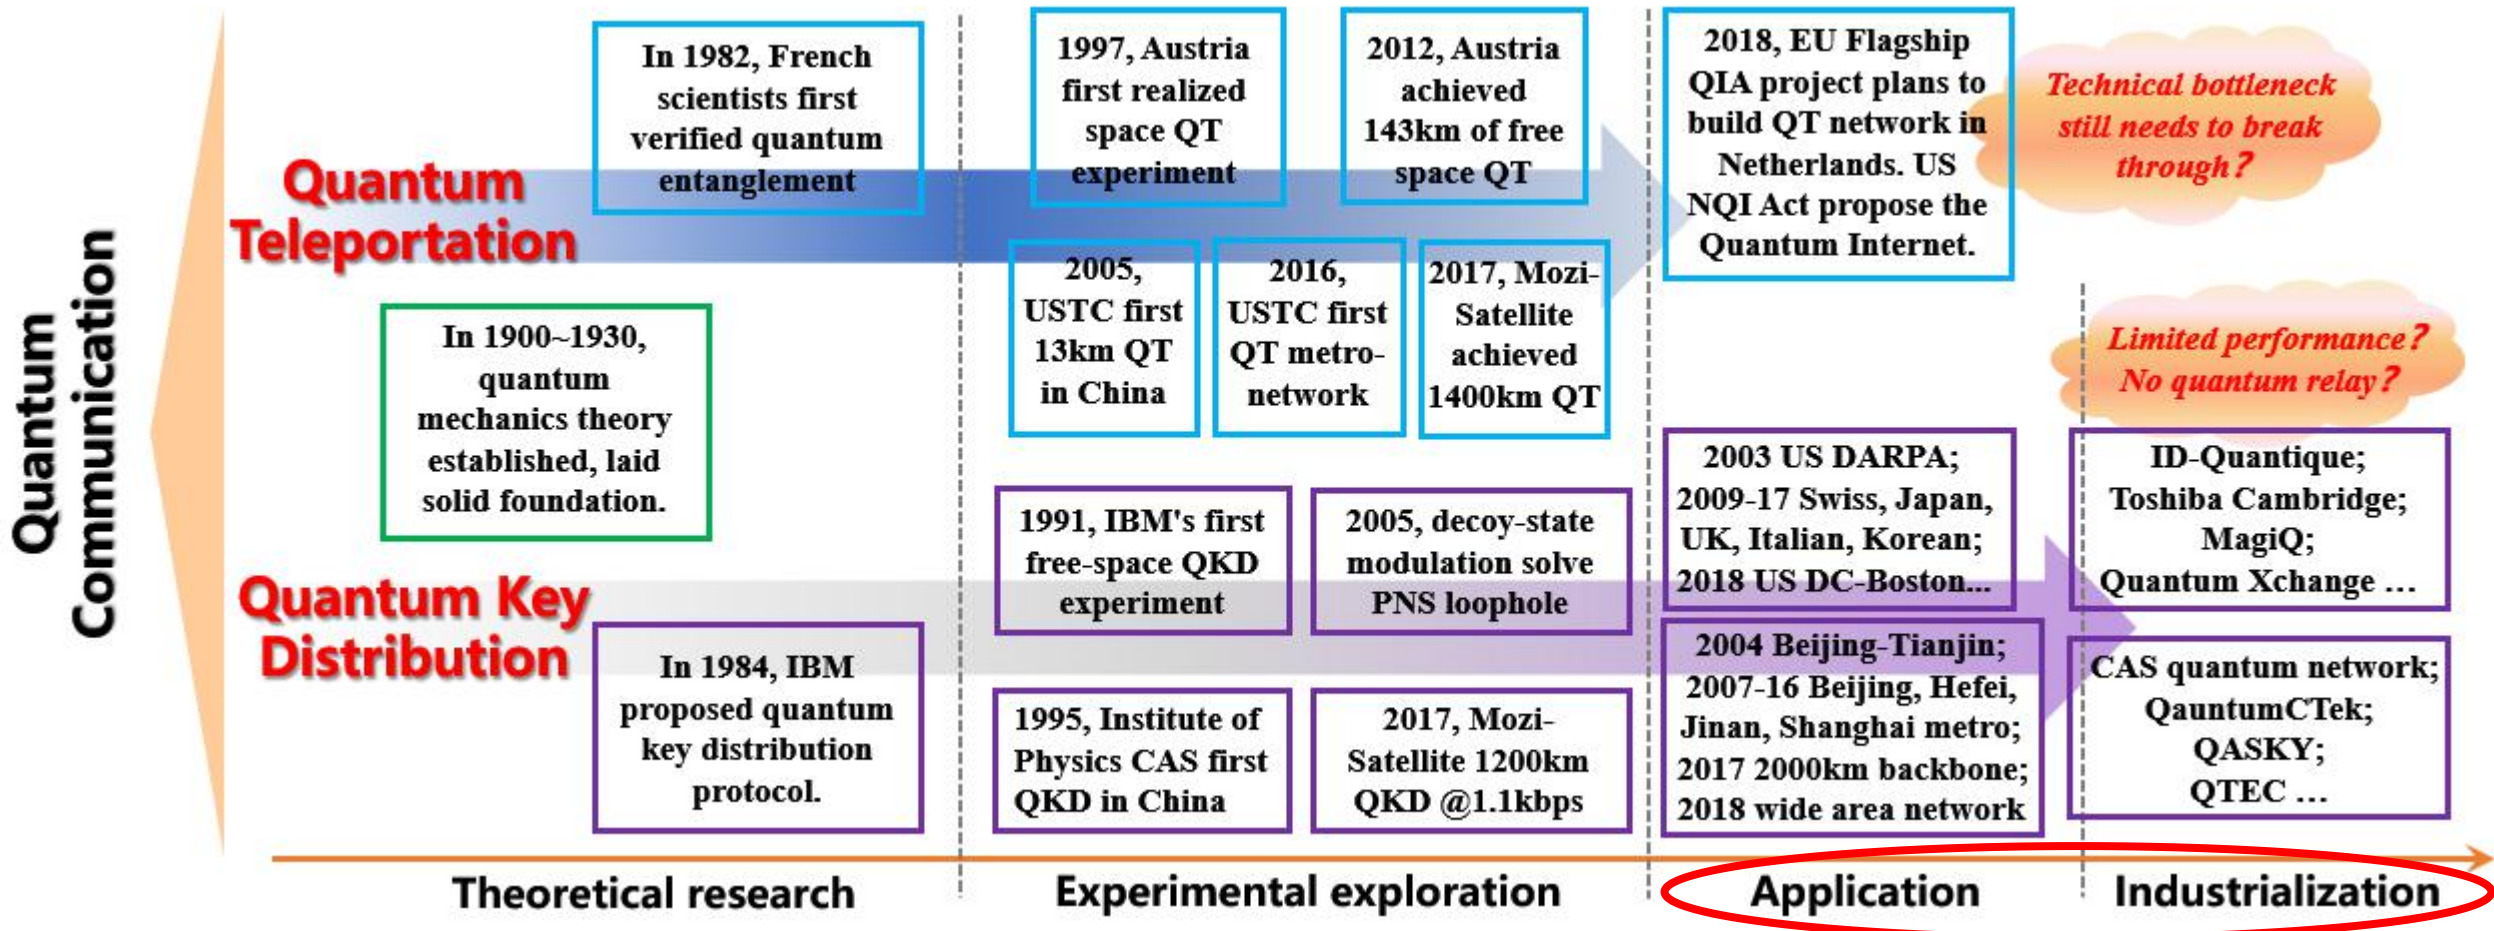 Quantum
Communication
Quantum
Teleportation
In 1982, French
scientists first
verified quantum
entanglement
1997, Austria
first realized
space QT
experiment
2012, Austria
achieved
143km of free
space QT
2018, EU Flagship
QIA project plans to
build QT network in
Netherlands. US
NQI Act propose the
Quantum Internet.
Technical bottleneck
still needs to break
through?
In 1900~1930,
quantum
mechanics theory
established, laid
solid foundation.
2005,
USTC first
13km QT
in China
2016,
USTC first
QT metro-
network
2017, Mozi-
Satellite
achieved
1400km QT
Limited performance?
No quantum relay?
Quantum Key
Distribution
In 1984, IBM
proposed quantum
key distribution
protocol.
1991, IBM's first
free-space QKD
experiment
2005, decoy-state
modulation solve
PNS loophole
2003 US DARPA;
2009-17 Swiss, Japan,
UK, Italian, Korean;
2018 US DC-Boston...
ID-Quantique;
Toshiba Cambridge;
MagiQ;
Quantum Xchange …
1995, Institute of
Physics CAS first
QKD in China
2017, Mozi-
Satellite 1200km
QKD @1.1kbps
2004 Beijing-Tianjin;
2007-16 Beijing, Hefei,
Jinan, Shanghai metro;
2017 2000km backbone;
2018 wide area network
CAS quantum network;
QauntumCTek;
QASKY;
QTEC …
Theoretical research
Experimental exploration
Application
Industrialization